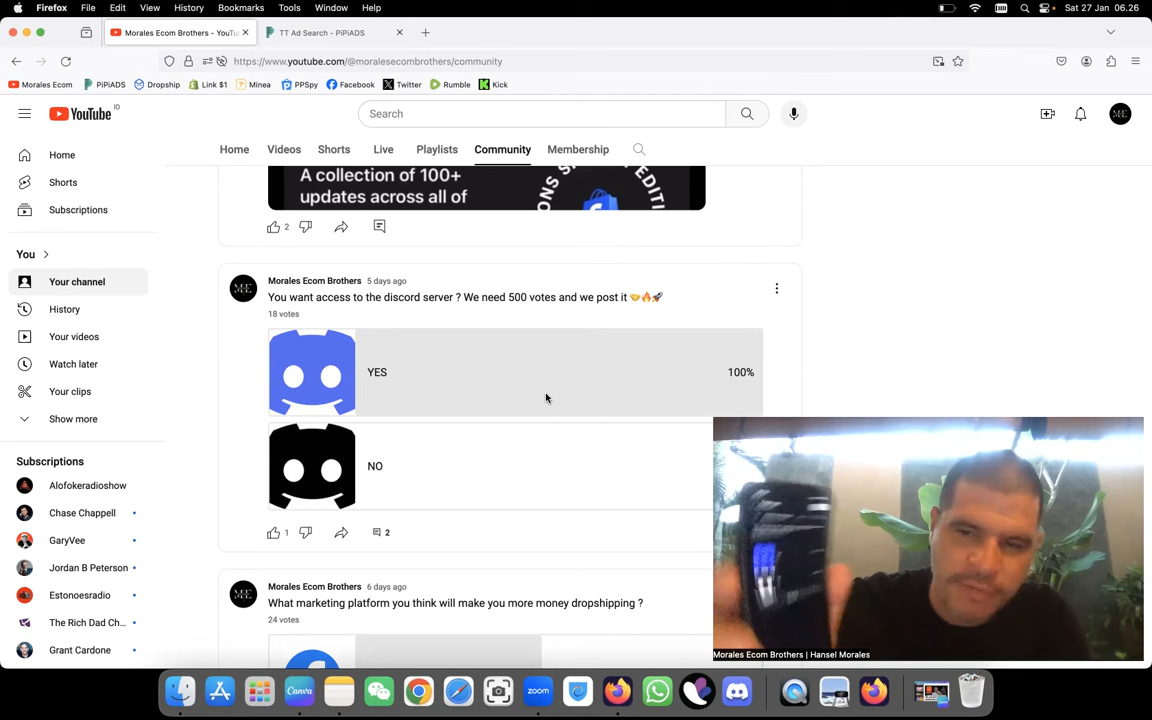 Firefox File Edit View History Bookmarks Tools Window Help Sat 27 Jan 06.26
Morales Ecom Brothers - YouTu TT Ad Search - PiPiADS
https://www.youtube.com/@moralesecombrothers/community
Morales Ecom PiPiADS Dropship Link $1 Minea PPSpy Facebook Twitter Rumble Kick
YouTube ID Search
Home Videos Shorts Live Playlists Community Membership
Home
Shorts
Subscriptions
You
Your channel
History
Your videos
Watch later
Your clips
Show more
Subscriptions
Alofokeradioshow
Chase Chappell
GaryVee
Jordan B Peterson
Estonoesradio
The Rich Dad Ch...
Grant Cardone
A collection of 100+
updates across all of
2
Morales Ecom Brothers 5 days ago
You want access to the discord server ? We need 500 votes and we post it 🤝🔥🚀
18 votes
YES 100%
NO
1 2
Morales Ecom Brothers 6 days ago
What marketing platform you think will make you more money dropshipping ?
24 votes
Morales Ecom Brothers | Hansel Morales
zoom